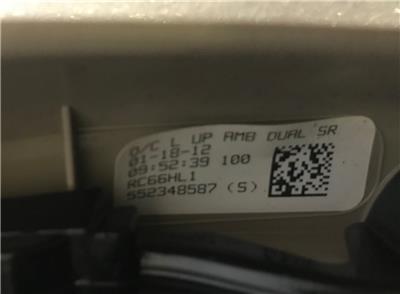 O/C L UP AMB DUAL SR
01-18-12
09:52:39 100
RC66HL1
552348587 (S)